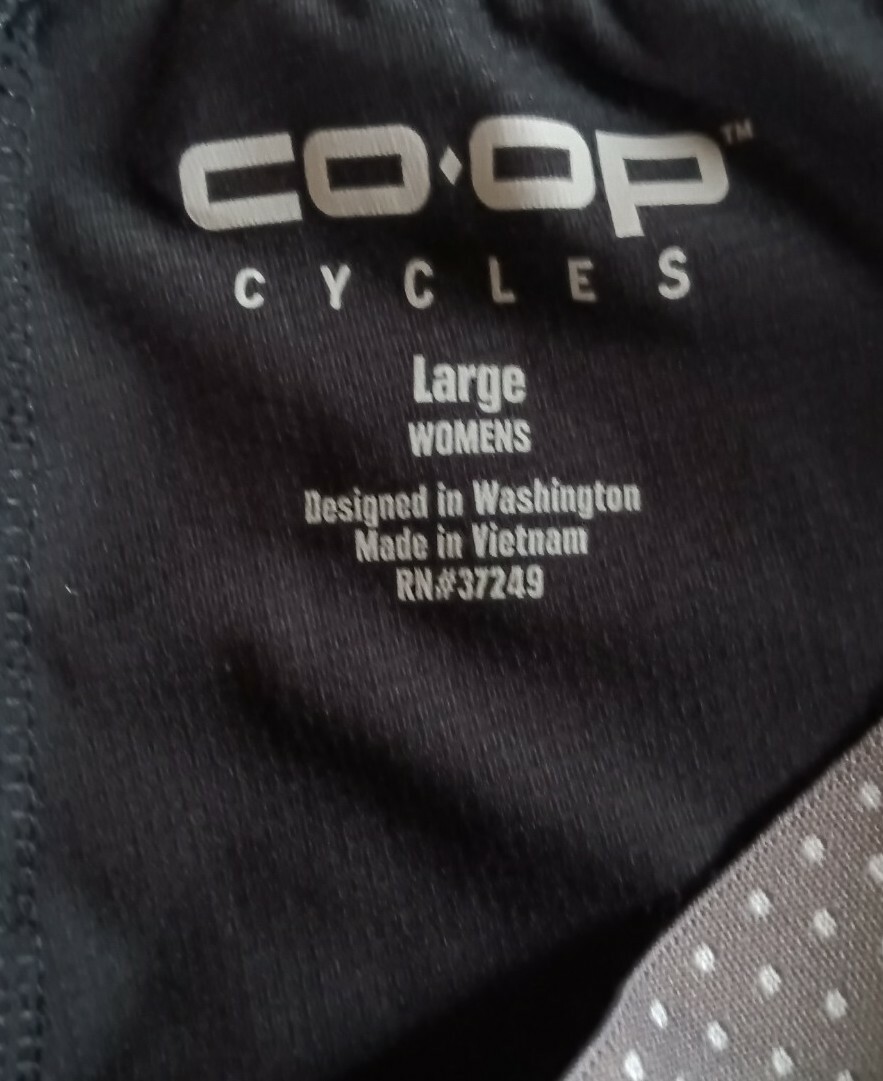 CO·OP™
CYCLES
Large
WOMENS
Designed in Washington
Made in Vietnam
RN#37249